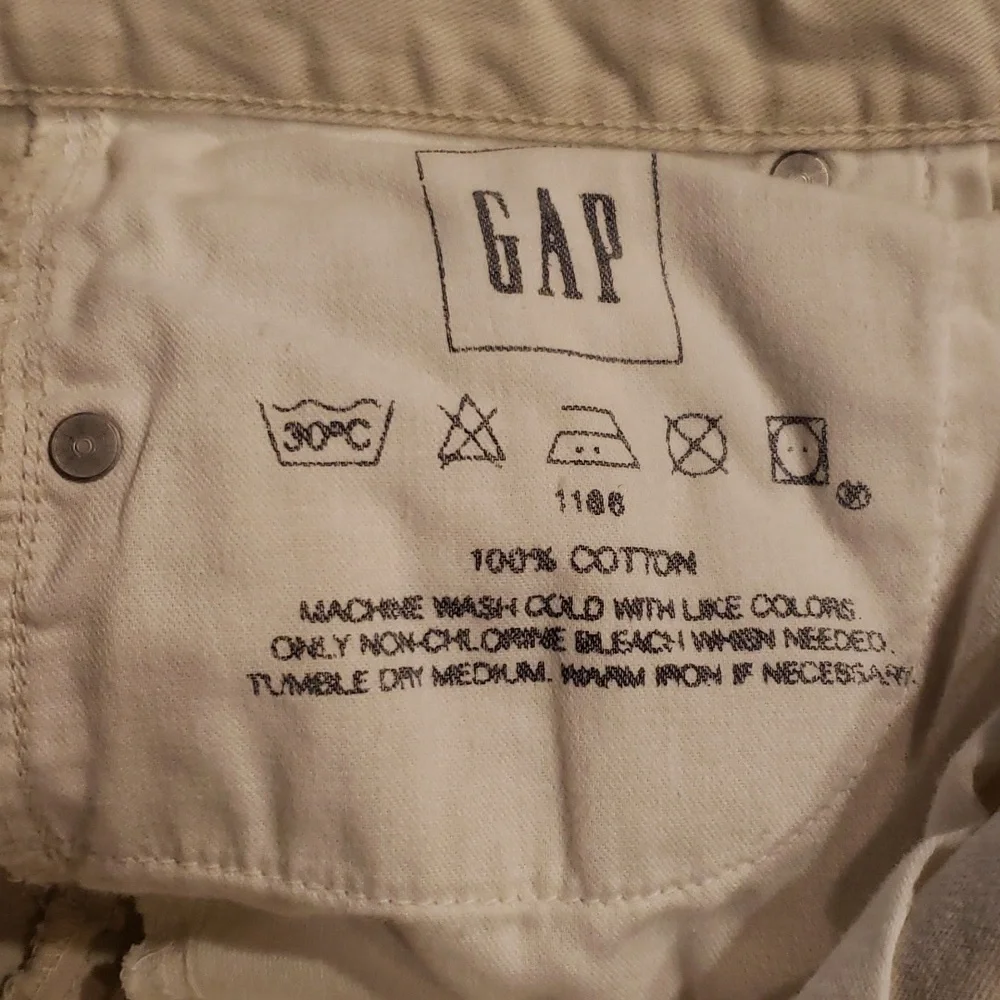 GAP
30°C
1186
100% COTTON
MACHINE WASH COLD WITH LIKE COLORS.
ONLY NON-CHLORINE BLEACH WHEN NEEDED.
TUMBLE DRY MEDIUM. WARM IRON IF NECESSARY.